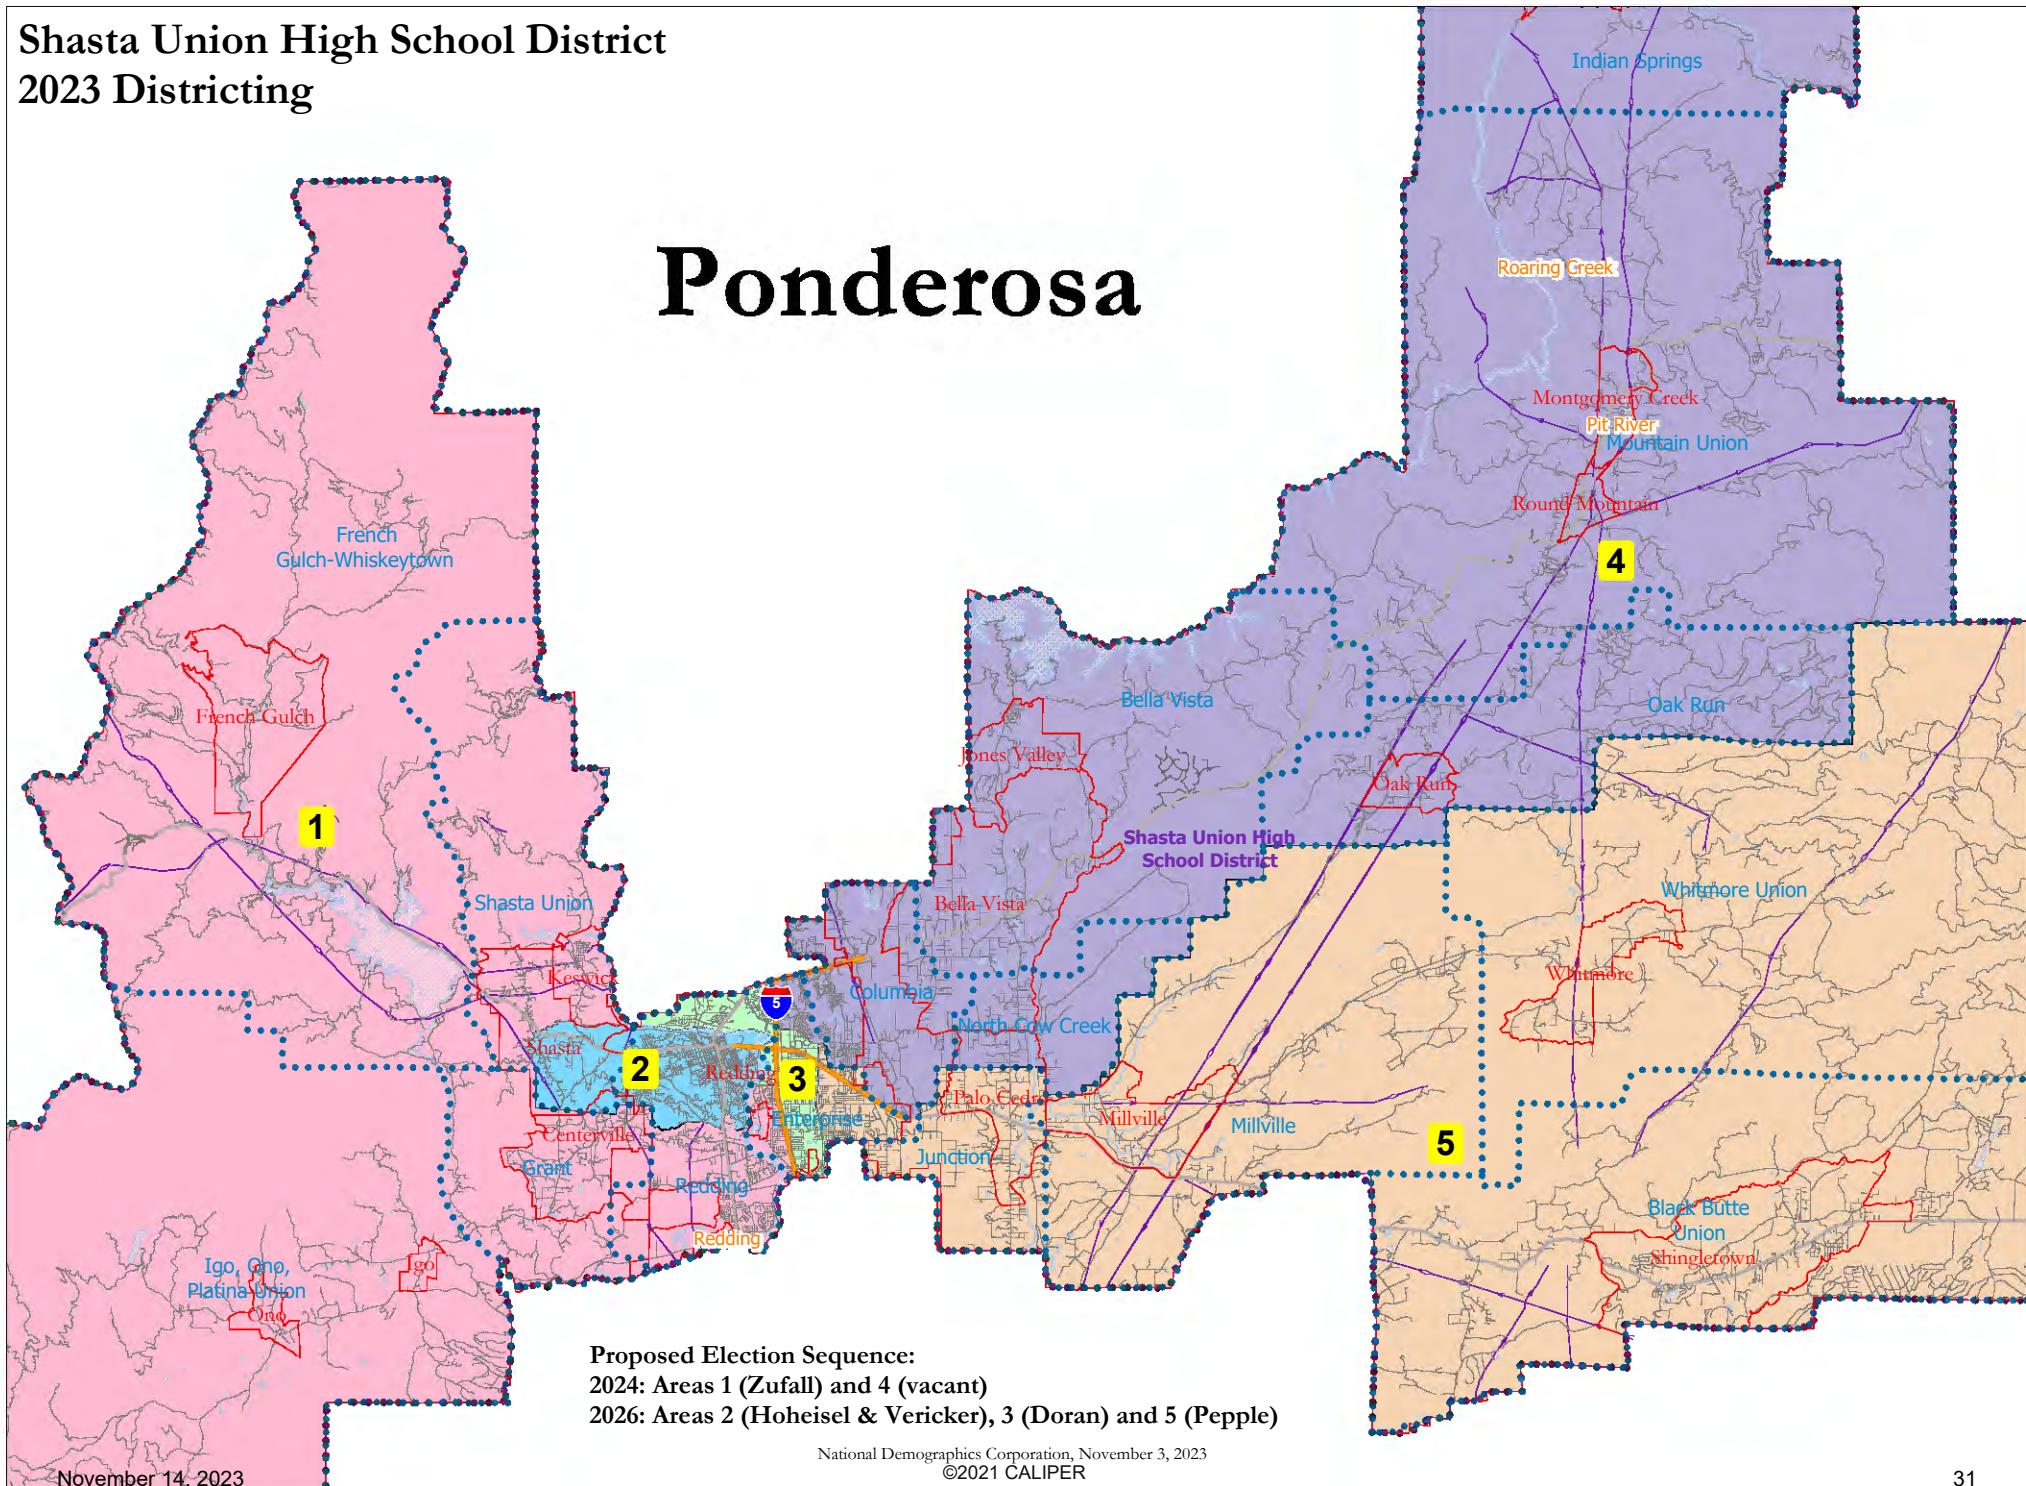 Shasta Union High School District
2023 Districting
Ponderosa
Indian Springs
Roaring Creek
Montgomery Creek
Pit River
Mountain Union
Round Mountain
4
French
Gulch-Whiskeytown
French Gulch
1
Bella Vista
Oak Run
Jones Valley
Oak Run
Shasta Union High
School District
Shasta Union
Bella Vista
Whitmore Union
Keswick
Whitmore
Columbia
5
North Cow Creek
Shasta
2
Redding
3
Palo Cedro
Enterprise
Millville
Millville
Centerville
Grant
Junction
5
Redding
Black Butte
Union
Redding
Shingletown
Igo, Ono,
Platina Union
Igo
Ono
Proposed Election Sequence:
2024: Areas 1 (Zufall) and 4 (vacant)
2026: Areas 2 (Hoheisel & Vericker), 3 (Doran) and 5 (Pepple)
National Demographics Corporation, November 3, 2023
©2021 CALIPER
November 14, 2023
31